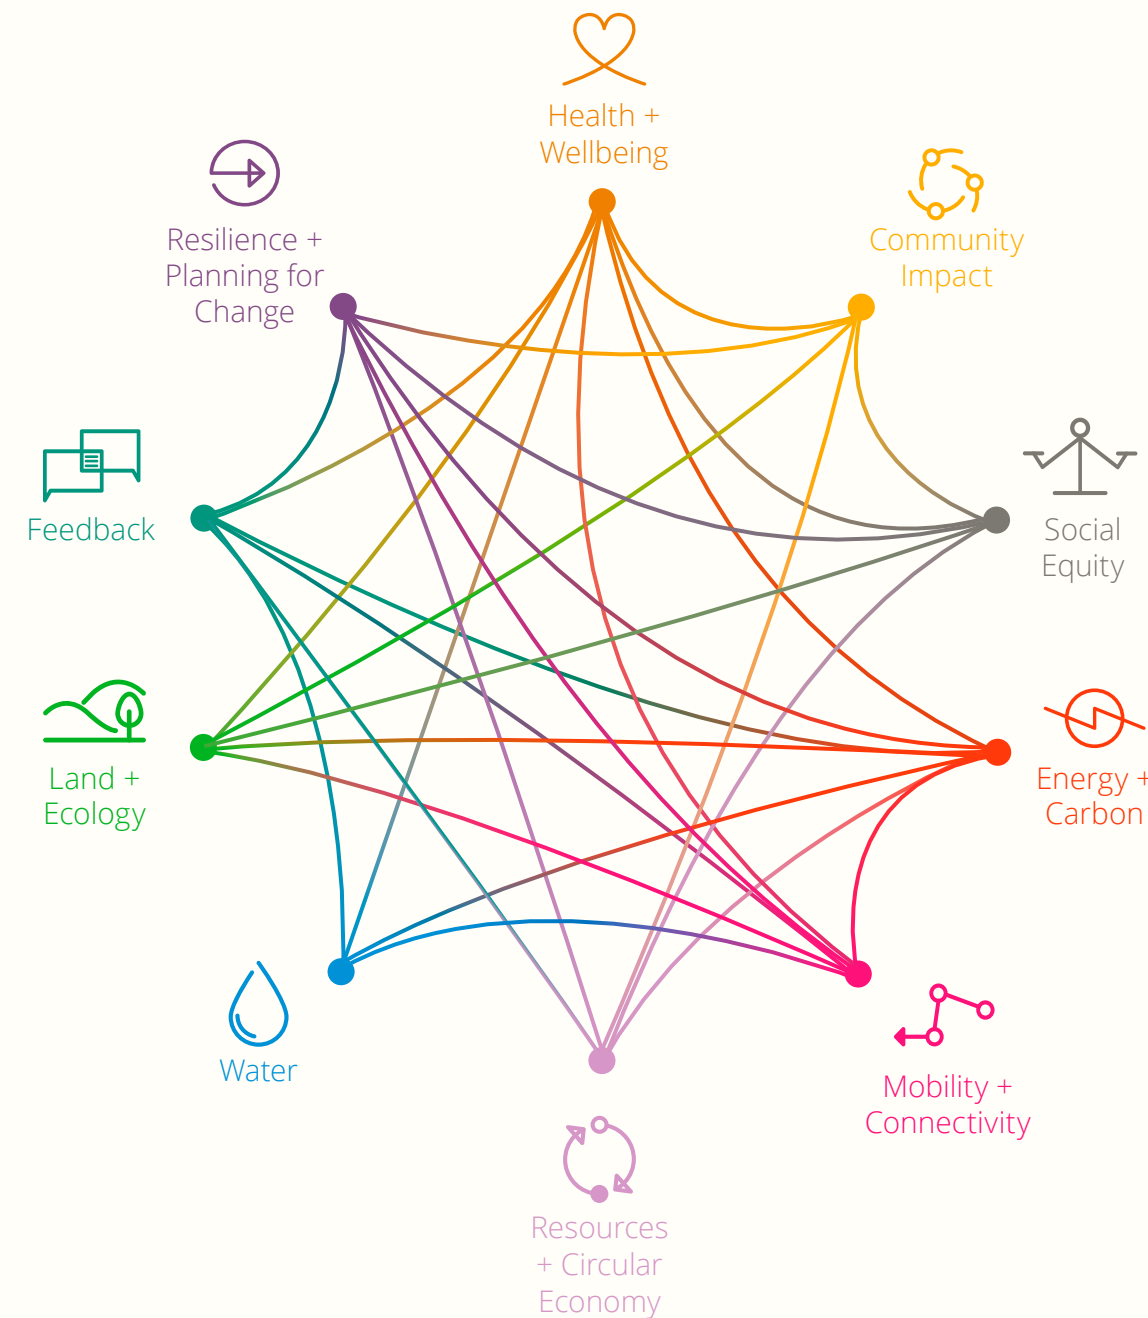 Health +
Wellbeing
Community
Impact
Resilience +
Planning for
Change
Feedback
Social
Equity
Land +
Ecology
Energy +
Carbon
Water
Mobility +
Connectivity
Resources
+ Circular
Economy